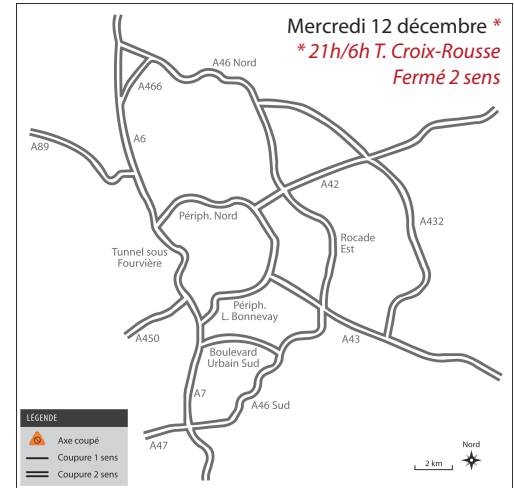 Mercredi 12 décembre *
* 21h/6h T. Croix-Rousse
Fermé 2 sens
A46 Nord
A466
A6
A89
A42
Périph. Nord
A432
Rocade
Est
Tunnel sous
Fourvière
Périph.
L. Bonnevay
A450
A43
Boulevard
Urbain Sud
A7
A46 Sud
A47
LÉGENDE
Axe coupé
Coupure 1 sens
Coupure 2 sens
Nord
2 km